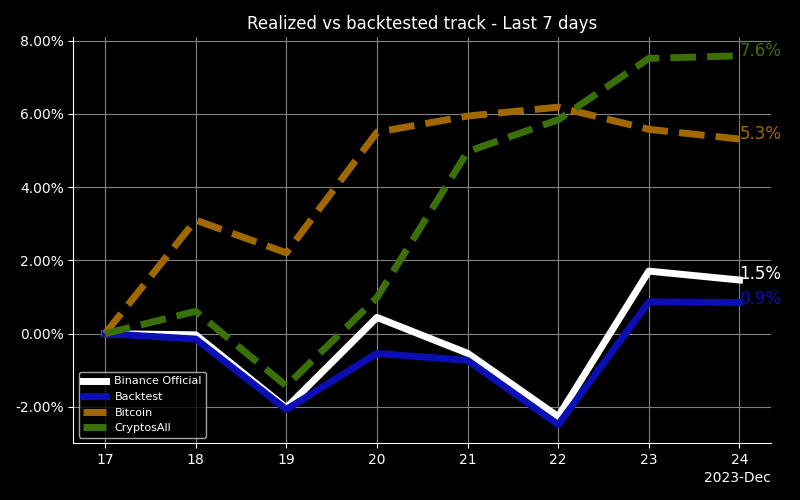 Realized vs backtested track - Last 7 days
8.00%
6.00%
4.00%
2.00%
0.00%
-2.00%
7.6%
5.3%
1.5%
0.9%
Binance Official
Backtest
Bitcoin
CryptosAll
17 18 19 20 21 22 23 24
2023-Dec